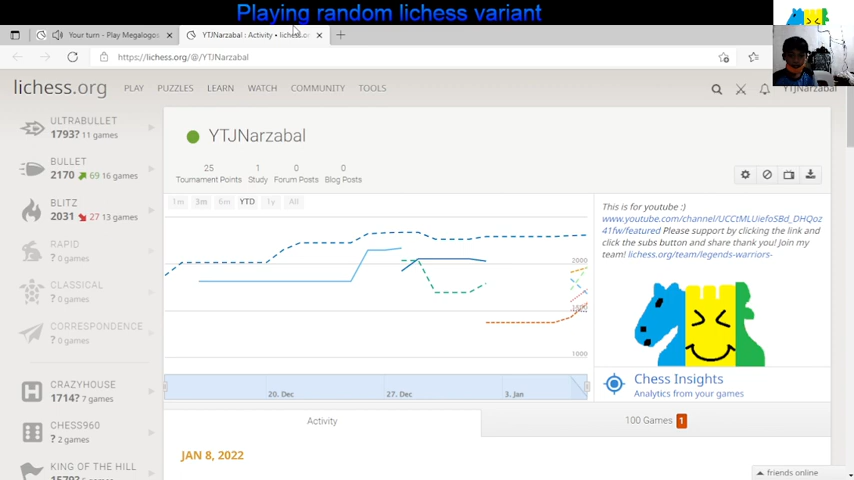 Playing random lichess variant
Your turn - Play Megalogos
YTJNarzabal : Activity • lichess.or
https://lichess.org/@/YTJNarzabal
lichess.org
PLAY
PUZZLES
LEARN
WATCH
COMMUNITY
TOOLS
YTJNarzabal
ULTRABULLET
1793? 11 games
BULLET
2170 69 16 games
BLITZ
2031 27 13 games
RAPID
? 0 games
CLASSICAL
? 0 games
CORRESPONDENCE
? 0 games
CRAZYHOUSE
1714? 7 games
CHESS960
? 2 games
KING OF THE HILL
YTJNarzabal
25
Tournament Points
1
Study
0
Forum Posts
0
Blog Posts
1m
3m
6m
YTD
1y
All
2000
1000
20. Dec
27. Dec
3. Jan
This is for youtube :)
www.youtube.com/channel/UCCtMLUiefoSBd_DHQoz
41fw/featured Please support by clicking the link and
click the subs button and share thank you! Join my
team! lichess.org/team/legends-warriors-
Chess Insights
Analytics from your games
Activity
100 Games 1
JAN 8, 2022
friends online